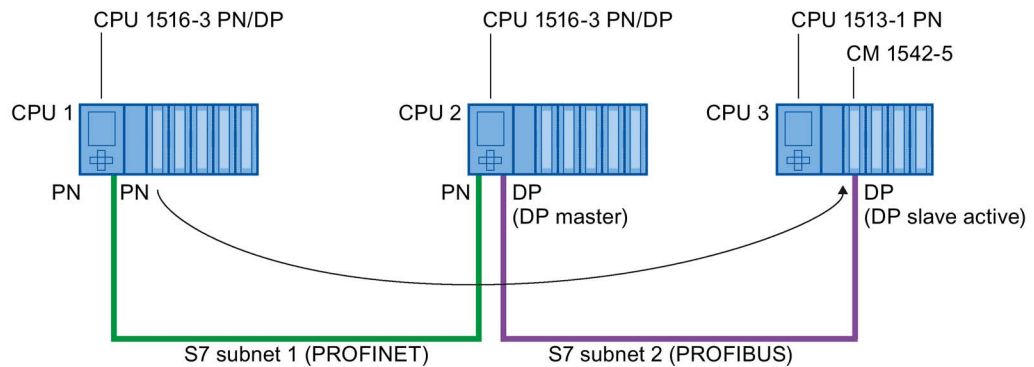 CPU 1516-3 PN/DP
CPU 1516-3 PN/DP
CPU 1513-1 PN
CM 1542-5
CPU 1
CPU 2
CPU 3
PN
PN
PN
DP
(DP master)
DP
(DP slave active)
S7 subnet 1 (PROFINET)
S7 subnet 2 (PROFIBUS)